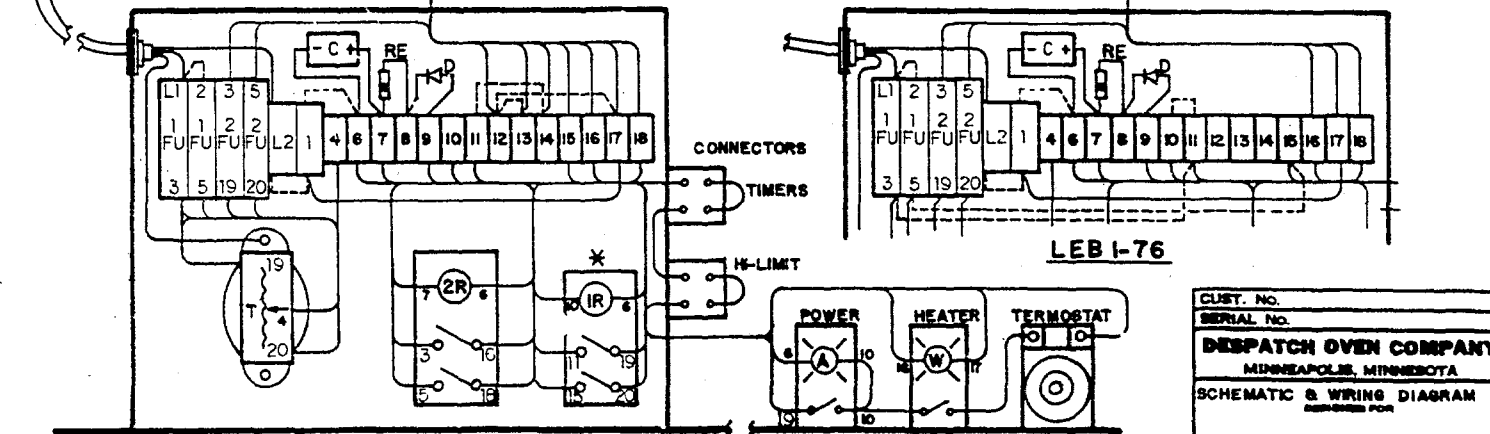 - C +
RE
D
L1 2 3 5
1 1 2 2
FU FU FU FU L2 1 4 6 7 8 9 10 11 12 13 14 15 16 17 18
3 5 19 20
CONNECTORS
TIMERS
HI-LIMIT
19
T 4
20
7 2R 6
3 16
5 18
*
10 1R 6
11 19
15 20
- C +
RE
D
L1 2 3 5
1 1 2 2
FU FU FU FU L2 1 4 6 7 8 9 10 11 12 13 14 15 16 17 18
3 5 19 20
LEB 1-76
POWER HEATER TERMOSTAT
6 A 10 16 W 17
19 10
CUST. NO.
SERIAL NO.
DESPATCH OVEN COMPANY
MINNEAPOLIS, MINNESOTA
SCHEMATIC & WIRING DIAGRAM
DESIGNED FOR